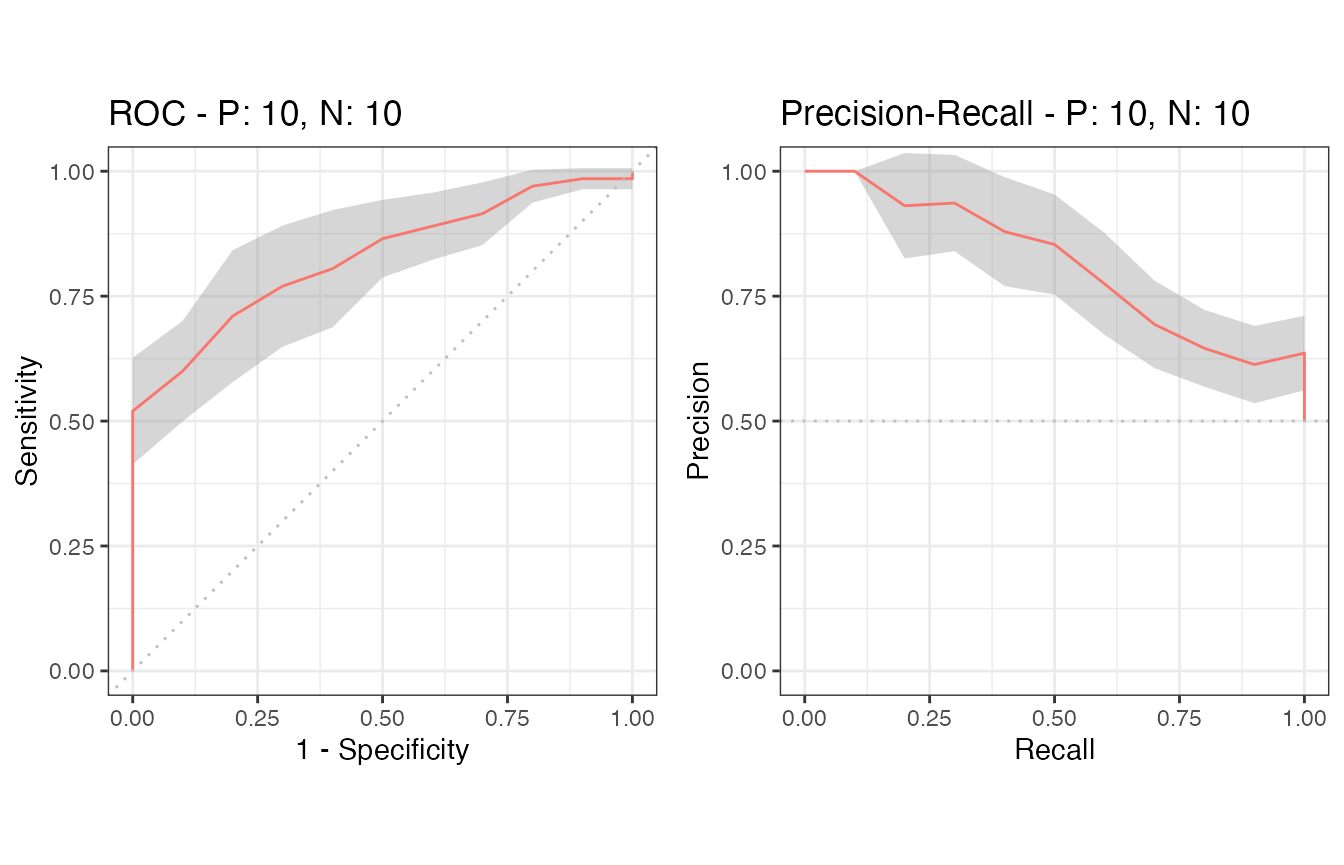 ROC - P: 10, N: 10
1.00
0.75
0.50
0.25
0.00
Sensitivity
0.00 0.25 0.50 0.75 1.00
1 - Specificity
Precision-Recall - P: 10, N: 10
1.00
0.75
0.50
0.25
0.00
Precision
0.00 0.25 0.50 0.75 1.00
Recall